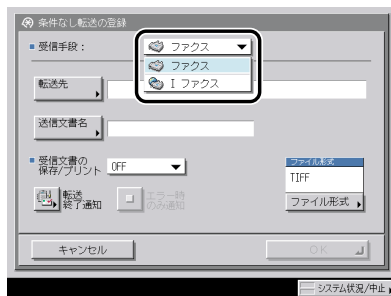 条件なし転送の登録
受信手段：
ファクス
ファクス
I ファクス
転送先
送信文書名
受信文書の
保存/プリント
OFF
ファイル形式
TIFF
転送
終了通知
エラー時
のみ通知
ファイル形式
キャンセル
OK
システム状況/中止